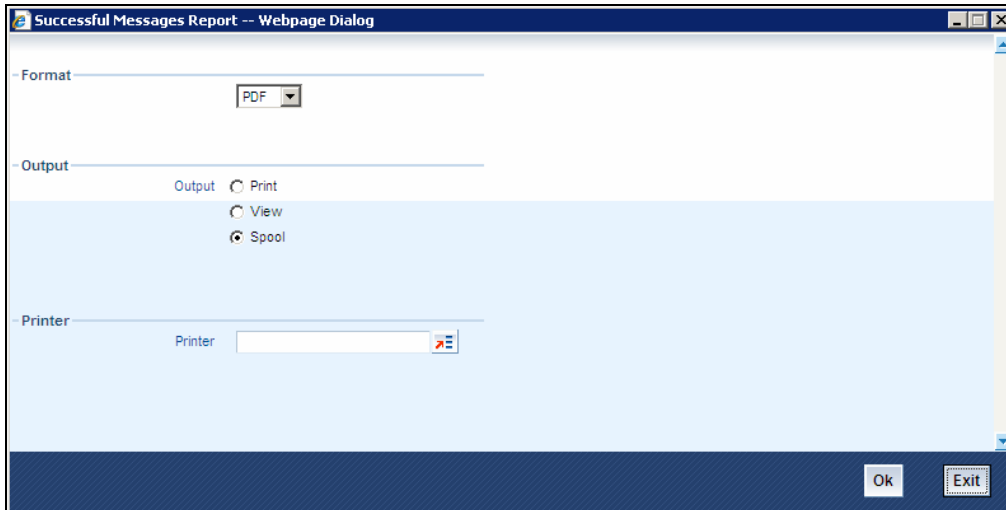 Successful Messages Report -- Webpage Dialog
Format
PDF
Output
Output Print
View
Spool
Printer
Printer
Ok Exit